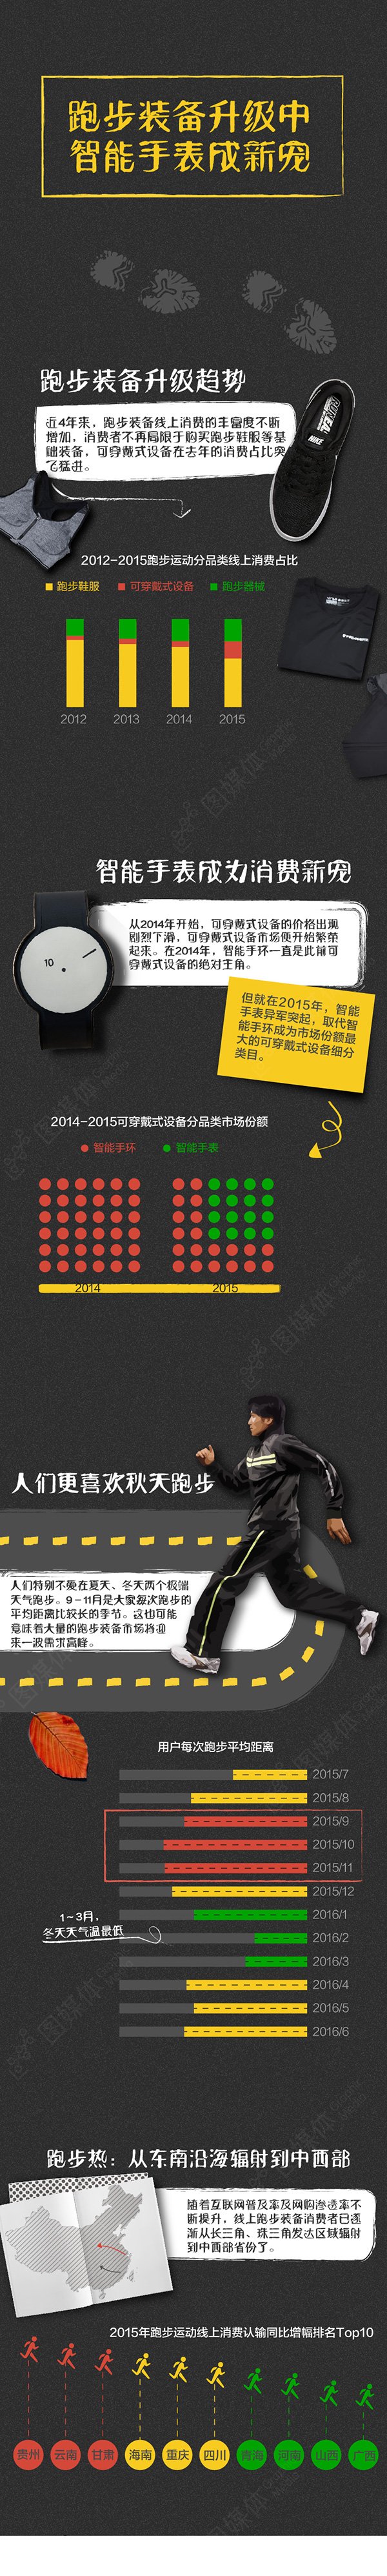 跑步装备升级中
智能手表成新宠
跑步装备升级趋势
近4年来，跑步装备线上消费的丰富度不断
增加，消费者不再局限于购买跑步鞋服等基
础装备，可穿戴式设备在去年的消费占比突
飞猛进。
NIKE
2012-2015跑步运动分品类线上消费占比
跑步鞋服 可穿戴式设备 跑步器械
2012 2013 2014 2015
智能手表成为消费新宠
10
从2014年开始，可穿戴式设备的价格出现
剧烈下滑，可穿戴式设备市场便开始繁荣
起来。在2014年，智能手环一直是此前可
穿戴式设备的绝对主角。
但就在2015年，智能
手表异军突起，取代智
能手环成为市场份额最
大的可穿戴式设备细分
类目。
2014-2015可穿戴式设备分品类市场份额
智能手环 智能手表
2014 2015
人们更喜欢秋天跑步
人们特别不爱在夏天、冬天两个极端
天气跑步。9-11月是大家每次跑步的
平均距离比较长的季节。这也可能
意味着大量的跑步装备市场将迎
来一波需求高峰。
用户每次跑步平均距离
2015/7
2015/8
2015/9
2015/10
2015/11
2015/12
1~3月，
冬天天气温最低
2016/1
2016/2
2016/3
2016/4
2016/5
2016/6
跑步热：从东南沿海辐射到中西部
随着互联网普及率及网购渗透率不
断提升，线上跑步装备消费者已逐
渐从长三角、珠三角发达区域辐射
到中西部省份了。
2015年跑步运动线上消费认输同比增幅排名Top10
贵州 云南 甘肃 海南 重庆 四川 青海 河南 山西 广西
图媒体